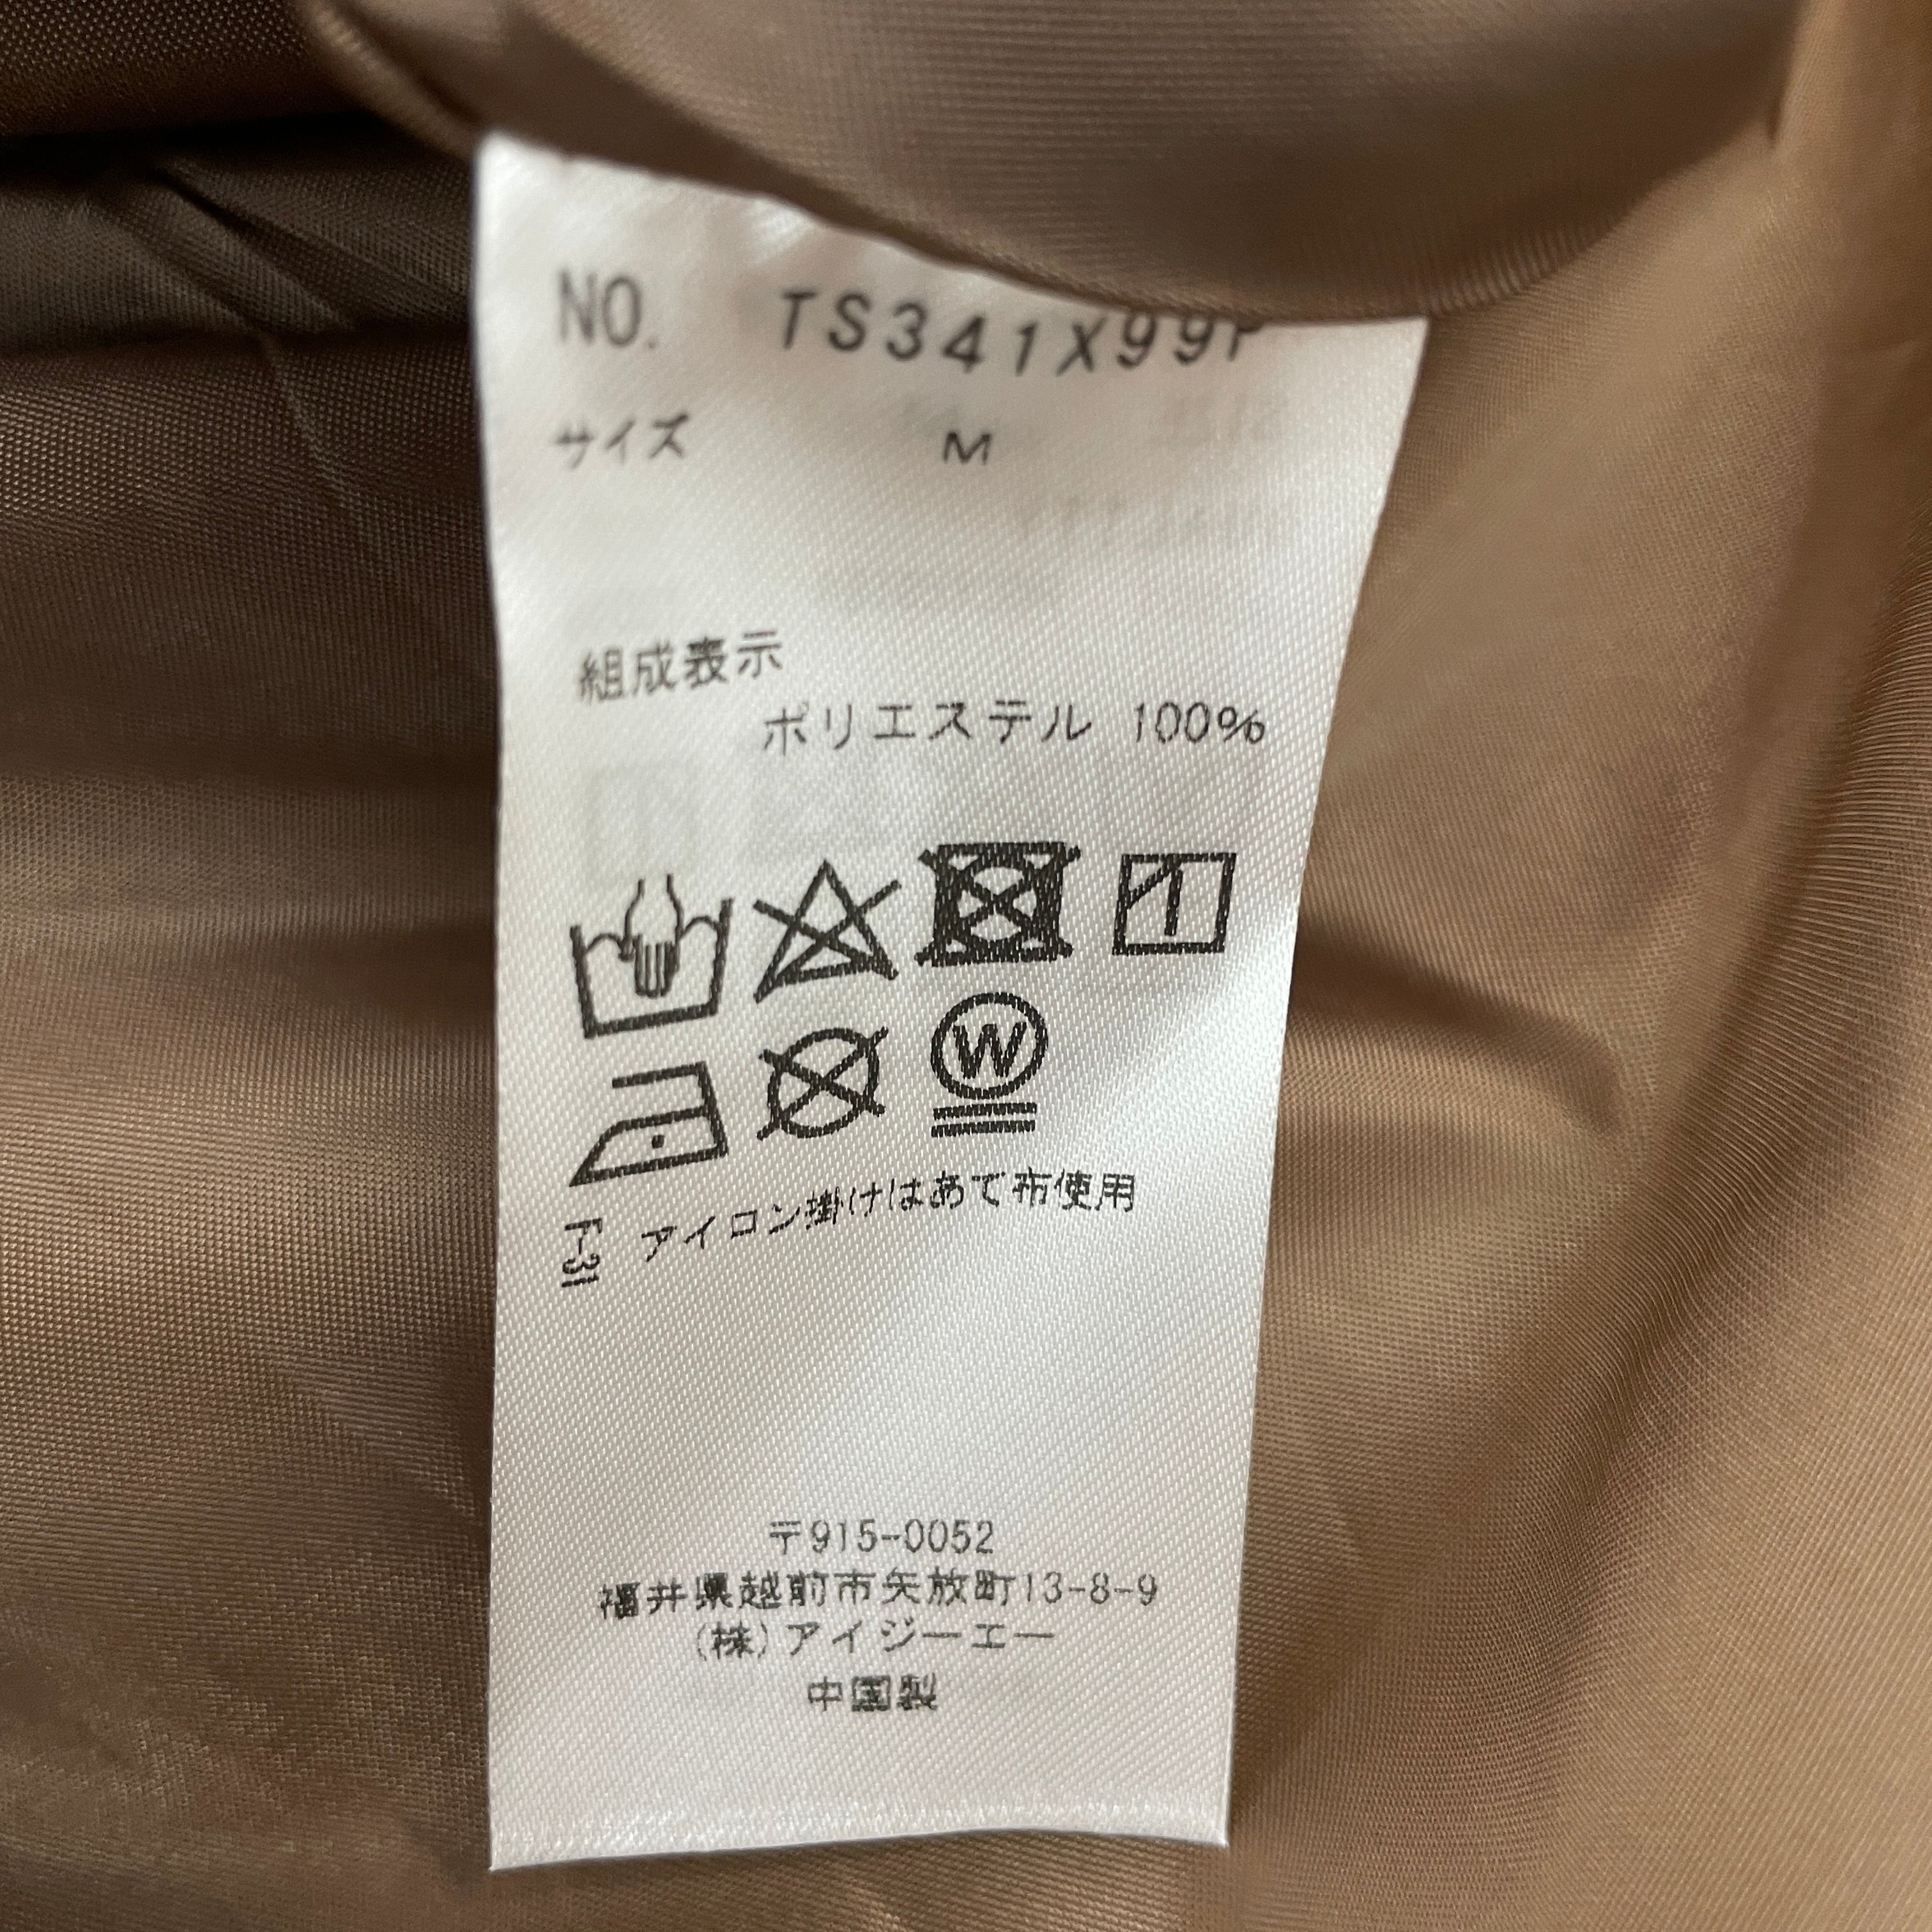 NO. TS341X99P
サイズ M
組成表示
ポリエステル 100%
W
アイロン掛けはあて布使用
F-31
〒915-0052
福井県越前市矢放町13-8-9
(株)アイジーエー
中国製